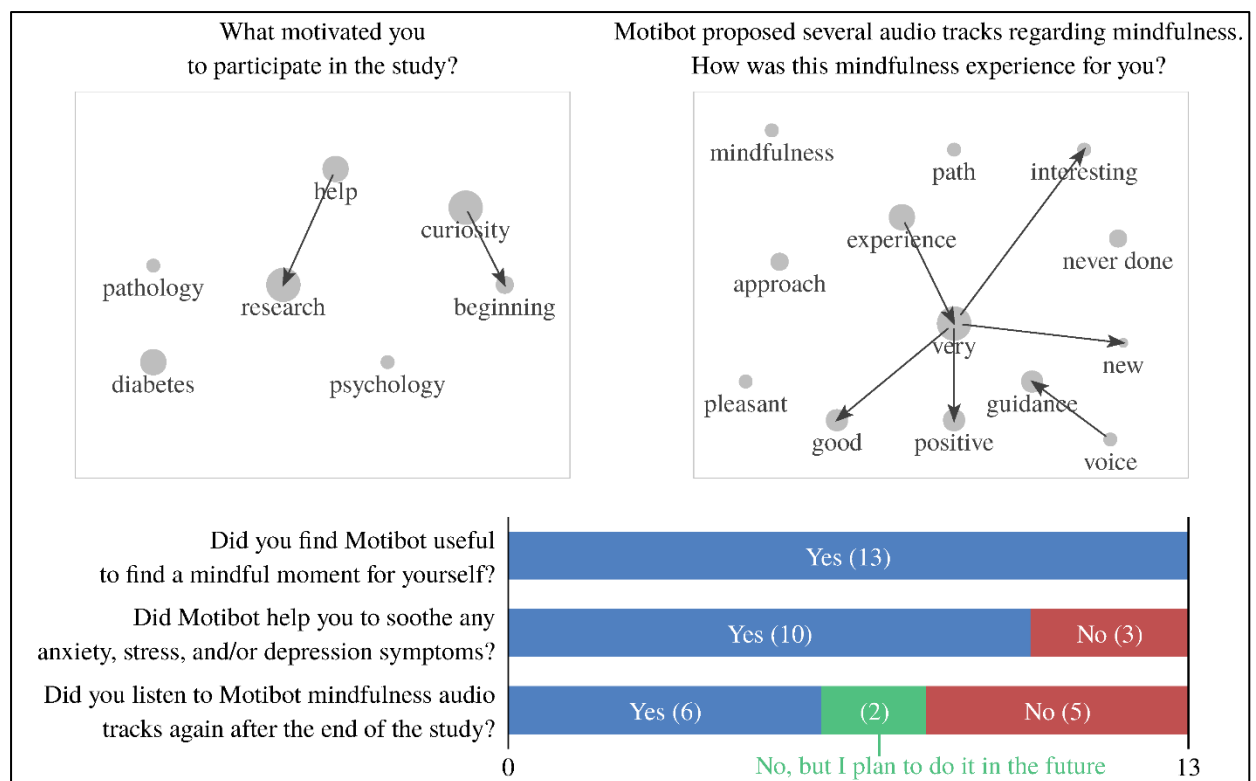 What motivated you
to participate in the study?
help
curiosity
pathology
research
beginning
diabetes
psychology
Motibot proposed several audio tracks regarding mindfulness.
How was this mindfulness experience for you?
mindfulness
path
interesting
experience
never done
approach
very
new
pleasant
guidance
good
positive
voice
Did you find Motibot useful
to find a mindful moment for yourself?
Yes (13)
Did Motibot help you to soothe any
anxiety, stress, and/or depression symptoms?
Yes (10)
No (3)
Did you listen to Motibot mindfulness audio
tracks again after the end of the study?
Yes (6)
(2)
No (5)
No, but I plan to do it in the future
0
13